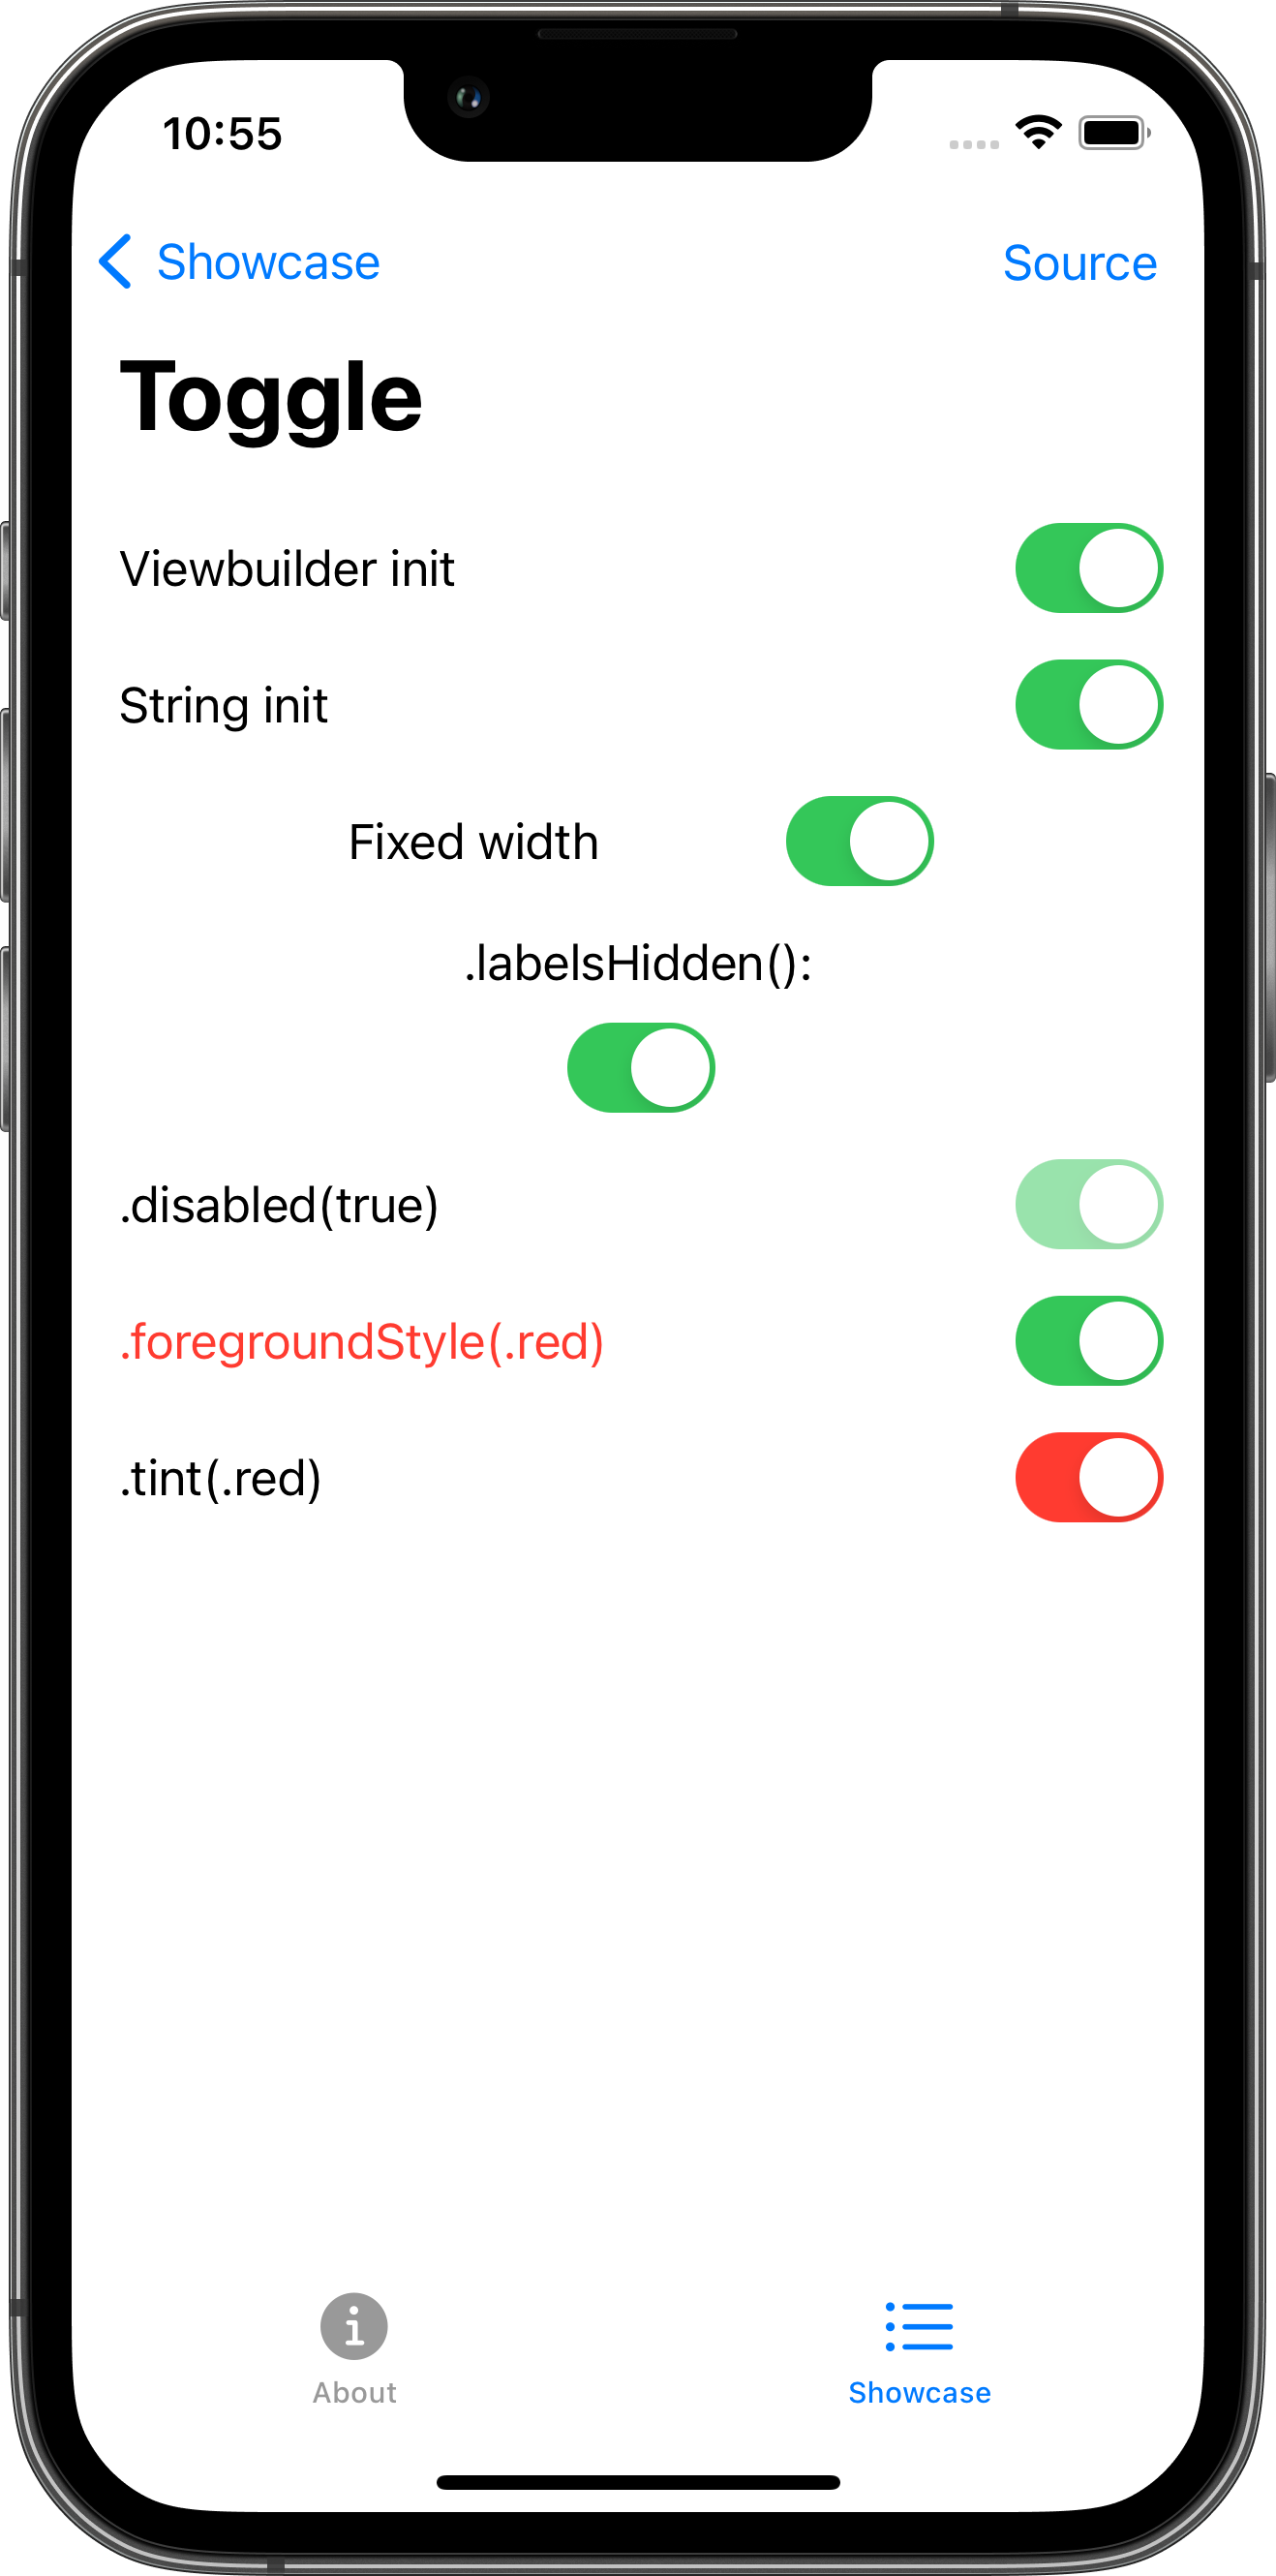 10:55
Showcase
Source
Toggle
Viewbuilder init
String init
Fixed width
.labelsHidden():
.disabled(true)
.foregroundStyle(.red)
.tint(.red)
About
Showcase